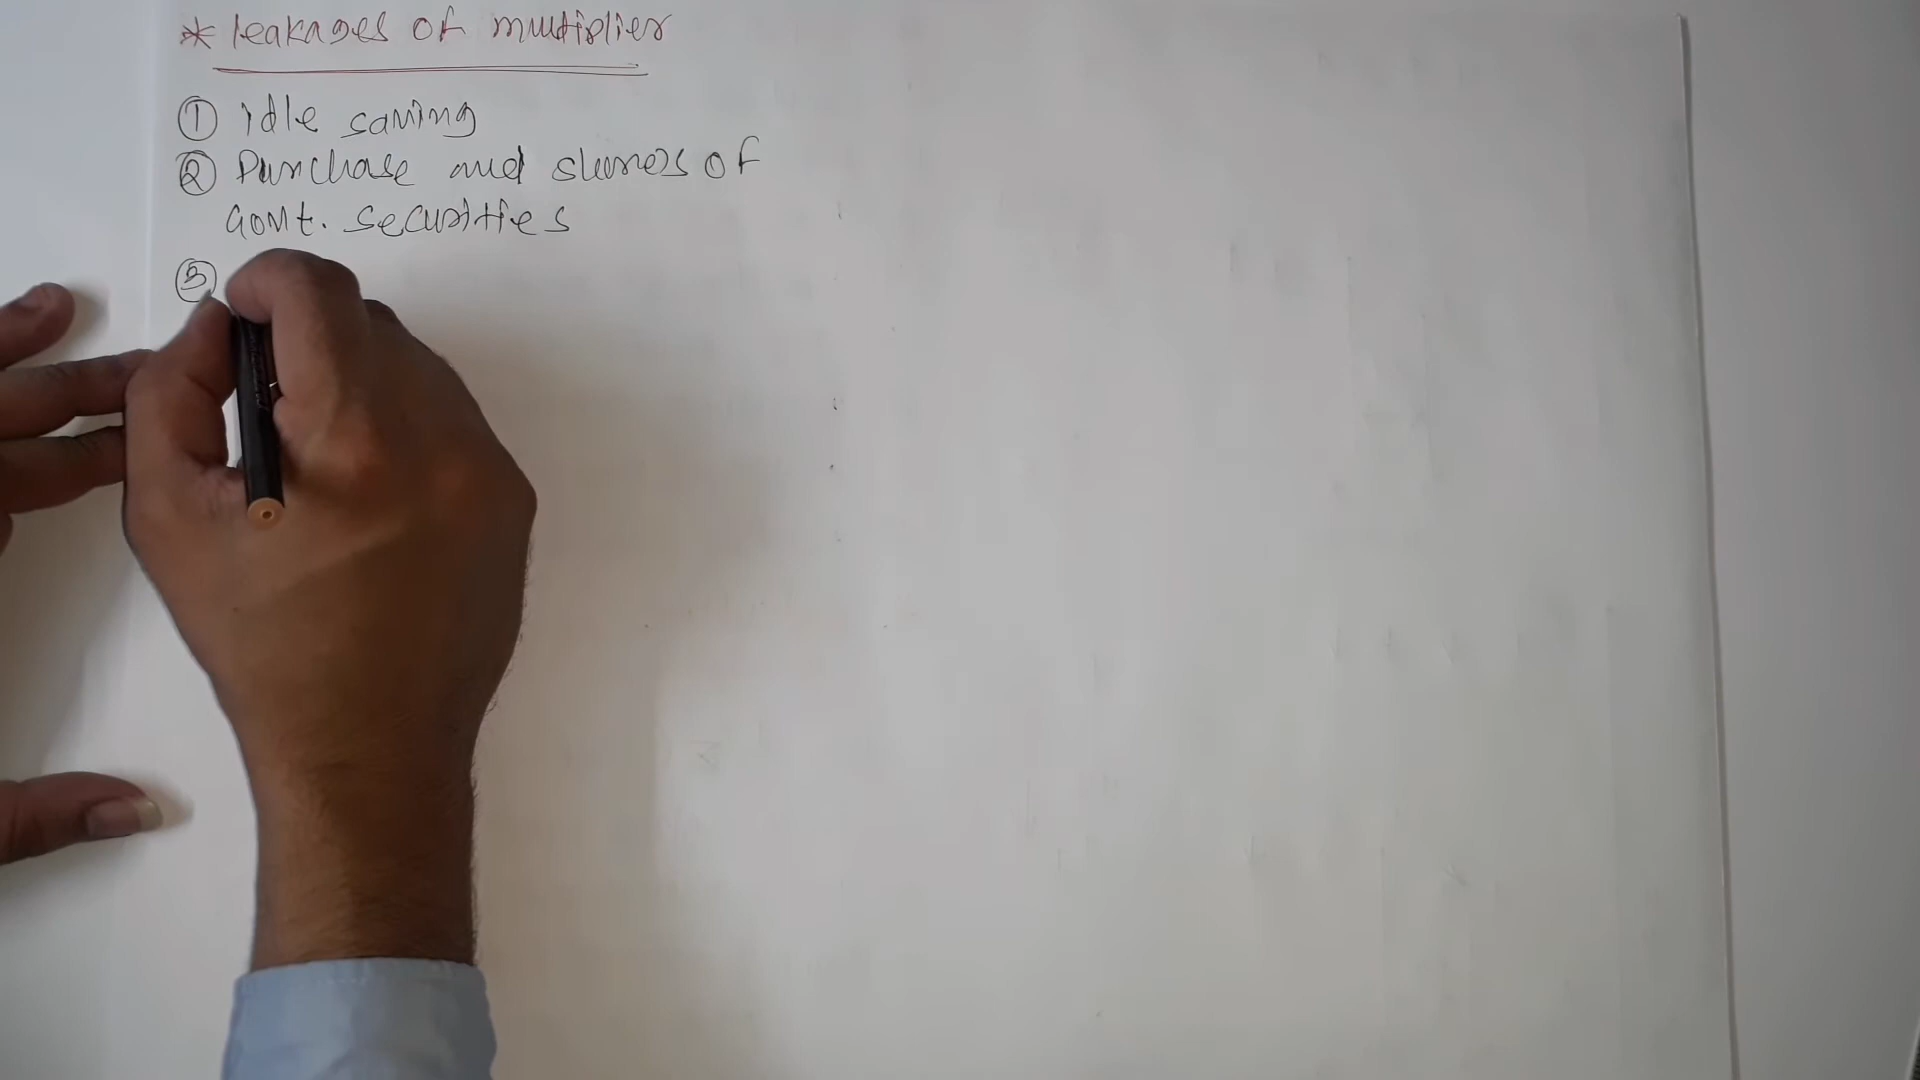 * leakages of multiplier
① idle saving
② Purchase and shares of
Govt. securities
③